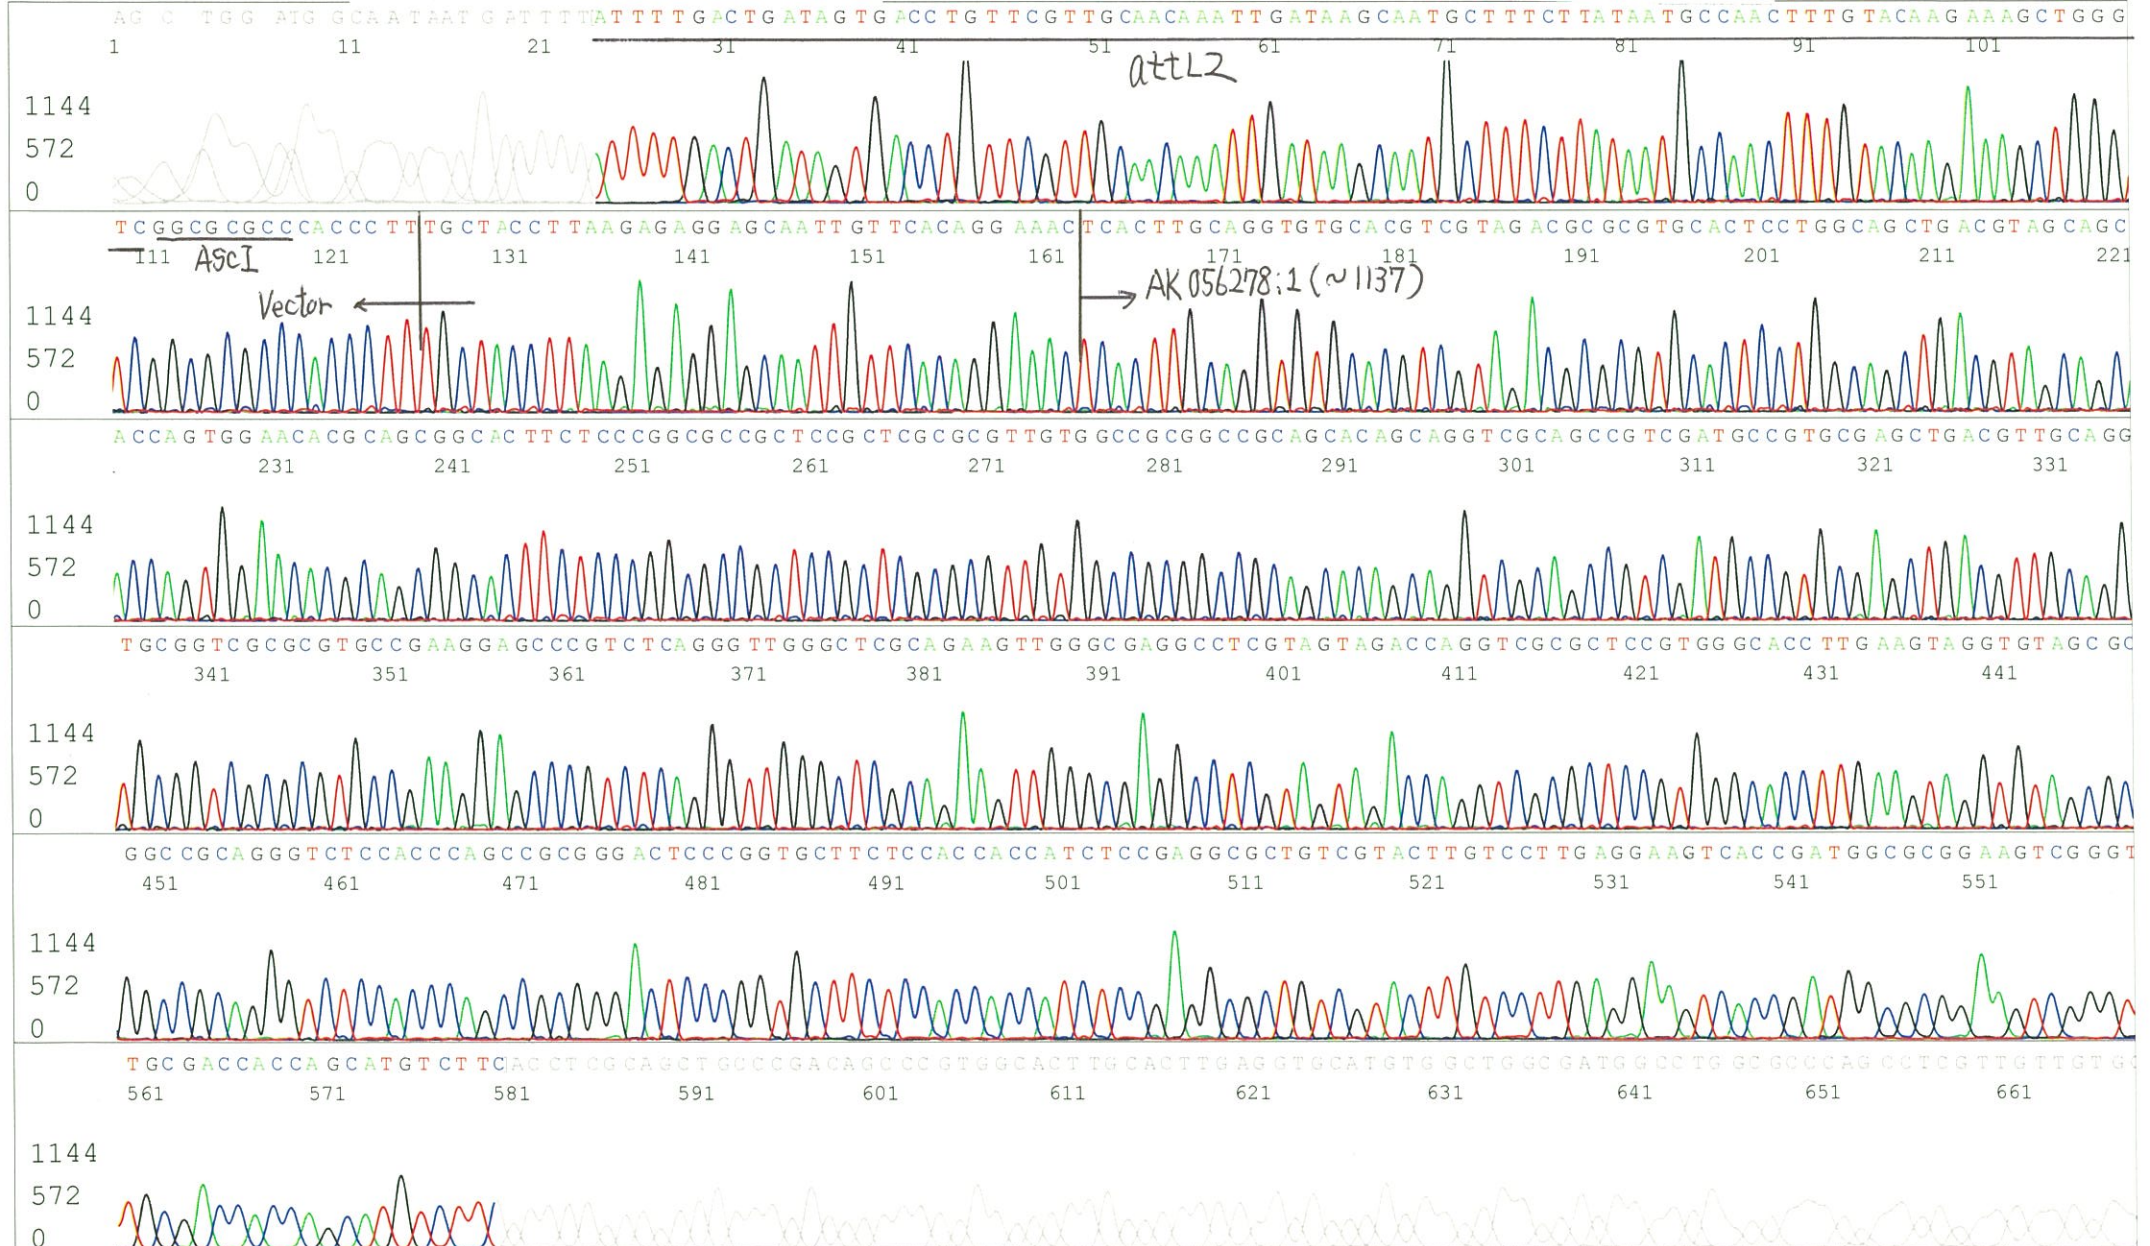 AG C TGG ATG GCAATAAT GATTTTATTTTGACTGATAGTGACCTGTTCGTTGCAACAAATTGATAAGCAATGCTTTCTTATAATGCCAACTTTGTACAAGAAAGCTGGG
1 11 21 31 41 51 61 71 81 91 101
attL2
1144
572
0
TCGGCGCGCCCACCCTTTGCTACCTTAAGAGAGGAGCAATTGTTCACAGGAAACTCACTTGCAGGTGTGCACGTCGTAGACGCGCGTGCACTCCTGGCAGCTGACGTAGCAGC
111 AscI 121 131 141 151 161 171 181 191 201 211 221
Vector ← → AK056278;1 (~1137)
1144
572
0
ACCAGTGGAACACGCAGCGGCACTTCTCCCGGCGCCGCTCCGCTCGCGCGTTGTGGCCGCGGCCGCAGCACAGCAGGTCGCAGCCGTCGATGCCGTGCGAGCTGACGTTGCAGG
231 241 251 261 271 281 291 301 311 321 331
1144
572
0
TGCGGTCGCGCGTGCCGAAGGAGCCCGTCTCAGGGTTGGGCTCGCAGAAGTTGGGCGAGGCCTCGTAGTAGACCAGGTCGCGCTCCGTGGGCACCTTGAAGTAGGTGTAGCGC
341 351 361 371 381 391 401 411 421 431 441
1144
572
0
GGCCGCAGGGTCTCCACCCAGCCGCGGGACTCCCGGTGCTTCTCCACCACCATCTCCGAGGCGCTGTCGTACTTGTCCTTGAGGAAGTCACCGATGGCGCGGAAGTCGGGT
451 461 471 481 491 501 511 521 531 541 551
1144
572
0
TGCGACCACCAGCATGTCTTCACCTCGCAGCTGCCCGACAGCCCGTGGCACTTGCACTTGAGGTGCATGTGGCTGGCGATGGCCTGGCGCCCAGCCTCGTTGTTGTG
561 571 581 591 601 611 621 631 641 651 661
1144
572
0